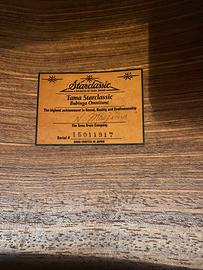 Starclassic
Tama Starclassic
Bubinga Omnitune
The highest achievement in Sound, Quality and Craftsmanship
The Tama Drum Company
Serial # 15011917
HAND CRAFTED IN JAPAN